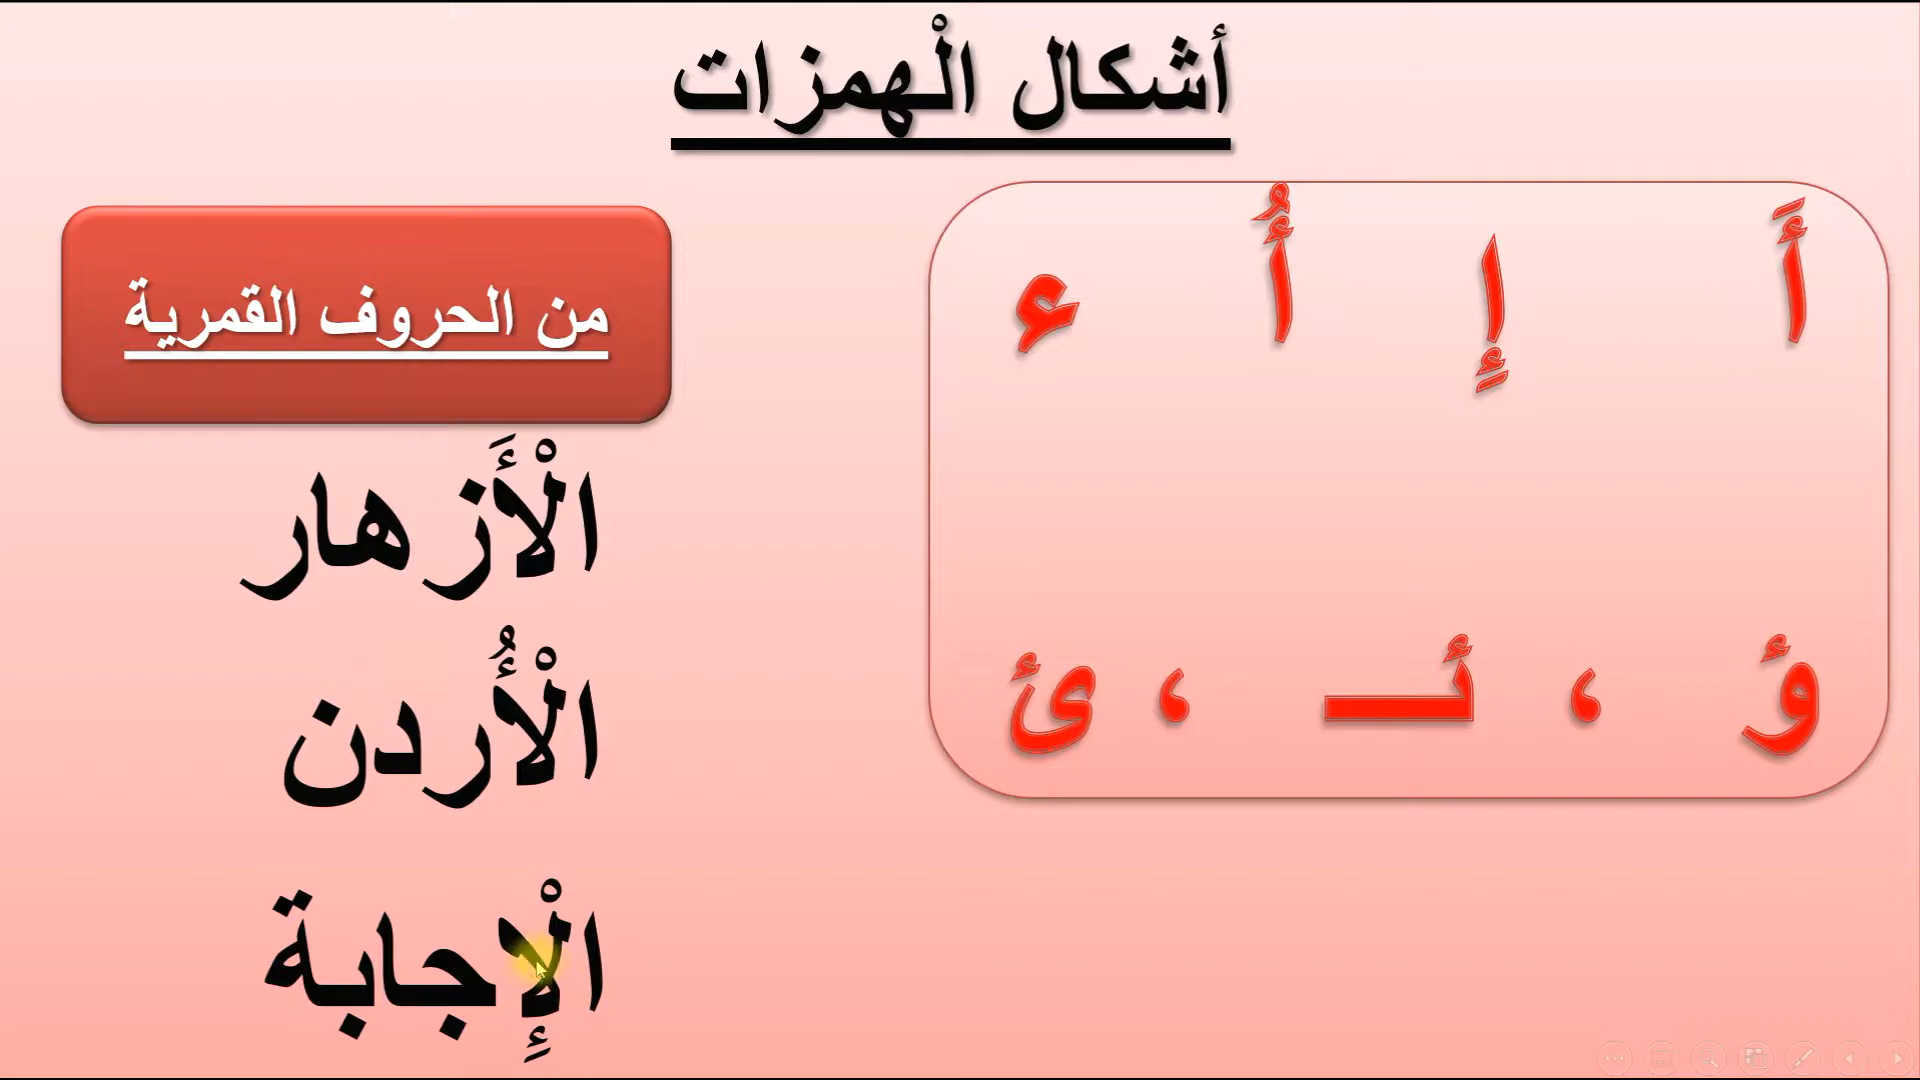 أشكال الْهمزات
أَ إِ أُ ء
ؤ ، ئـ ، ئ
من الحروف القمرية
الْأَزهار
الْأُردن
الْإِجابة